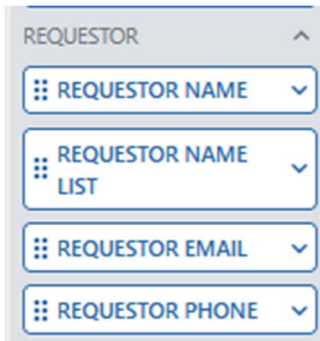 REQUESTOR
REQUESTOR NAME
REQUESTOR NAME
LIST
REQUESTOR EMAIL
REQUESTOR PHONE